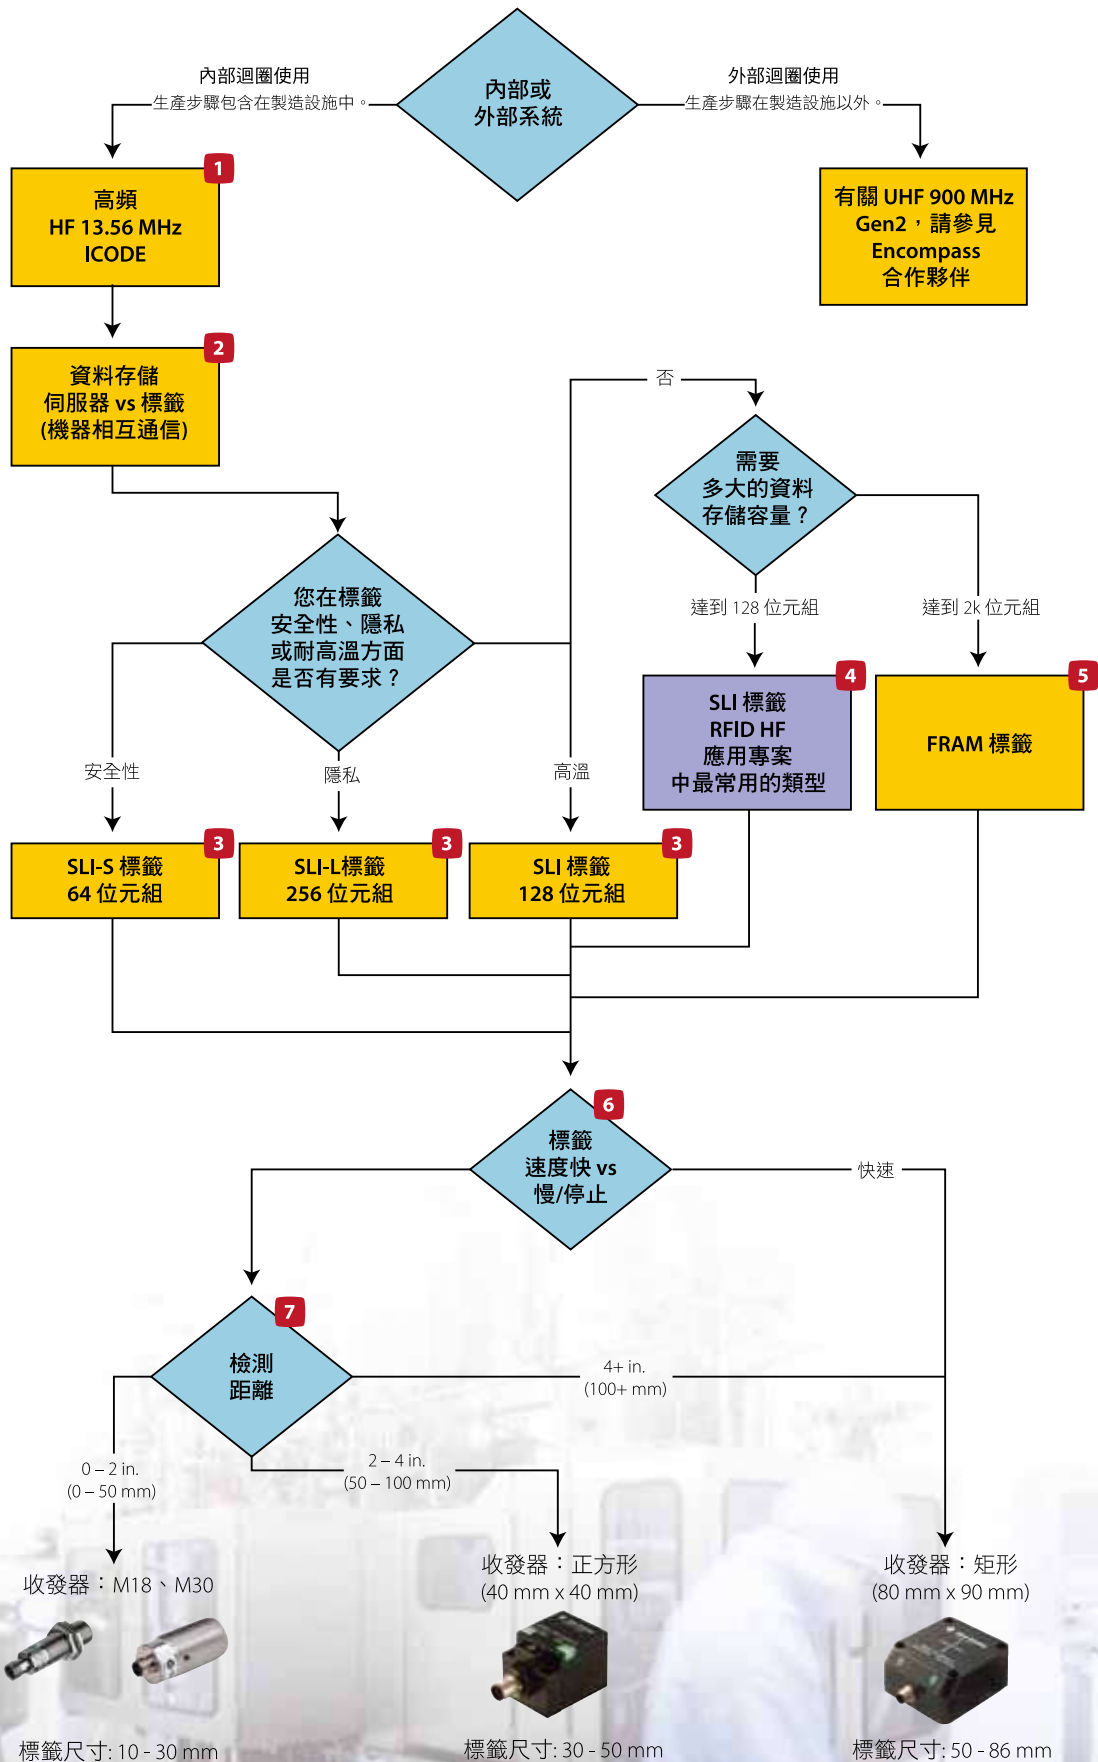 內部或
外部系統
內部迴圈使用
生產步驟包含在製造設施中。
外部迴圈使用
生產步驟在製造設施以外。
1
高頻
HF 13.56 MHz
ICODE
有關 UHF 900 MHz
Gen2，請參見
Encompass
合作夥伴
2
資料存儲
伺服器 vs 標籤
(機器相互通信)
否
需要
多大的資料
存儲容量？
您在標籤
安全性、隱私
或耐高溫方面
是否有要求？
達到 128 位元組
達到 2k 位元組
4
SLI 標籤
RFID HF
應用專案
中最常用的類型
5
FRAM 標籤
安全性
隱私
高溫
3
SLI-S 標籤
64 位元組
3
SLI-L標籤
256 位元組
3
SLI 標籤
128 位元組
6
標籤
速度快 vs
慢/停止
快速
7
檢測
距離
4+ in.
(100+ mm)
0 – 2 in.
(0 – 50 mm)
2 – 4 in.
(50 – 100 mm)
收發器：M18、M30
收發器：正方形
(40 mm x 40 mm)
收發器：矩形
(80 mm x 90 mm)
標籤尺寸: 10 - 30 mm
標籤尺寸: 30 - 50 mm
標籤尺寸: 50 - 86 mm